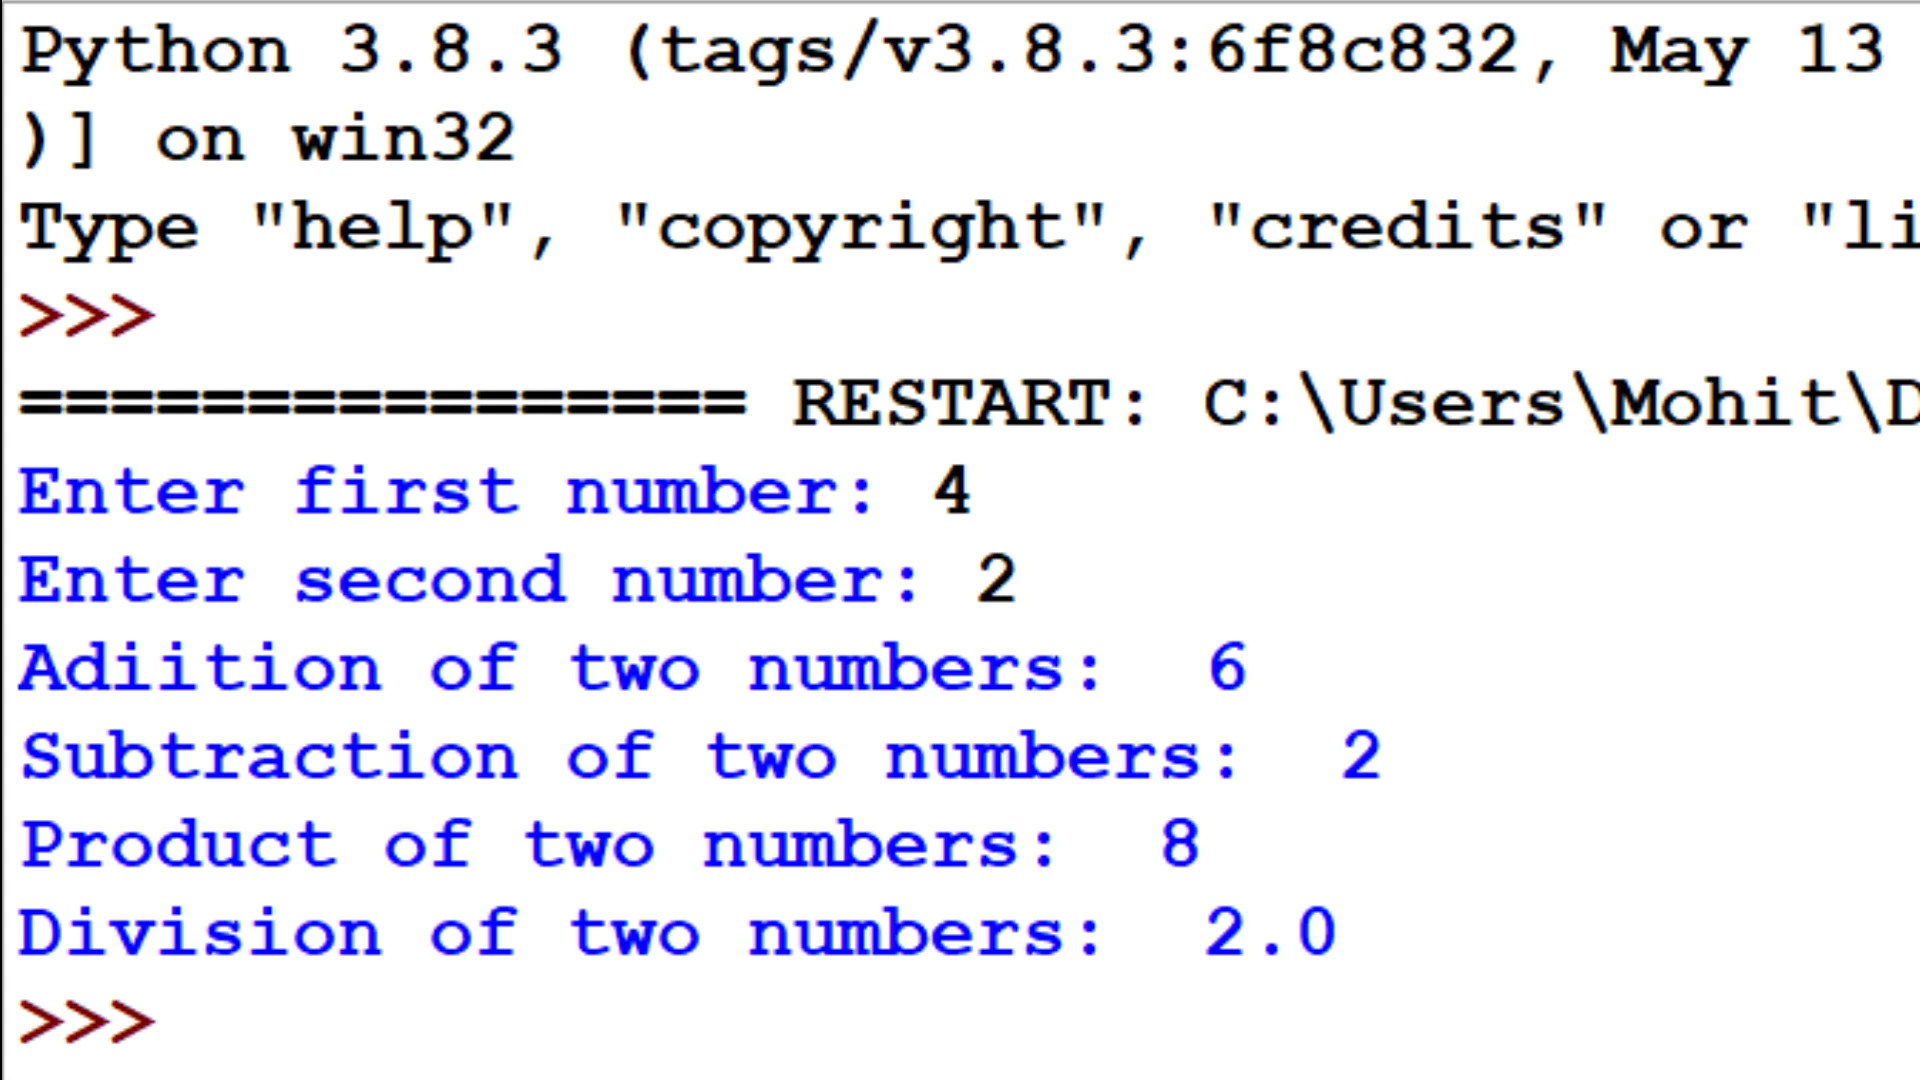 Python 3.8.3 (tags/v3.8.3:6f8c832, May 13
)] on win32
Type "help", "copyright", "credits" or "li
>>>
================ RESTART: C:\Users\Mohit\D
Enter first number: 4
Enter second number: 2
Adiition of two numbers:  6
Subtraction of two numbers:  2
Product of two numbers:  8
Division of two numbers:  2.0
>>>